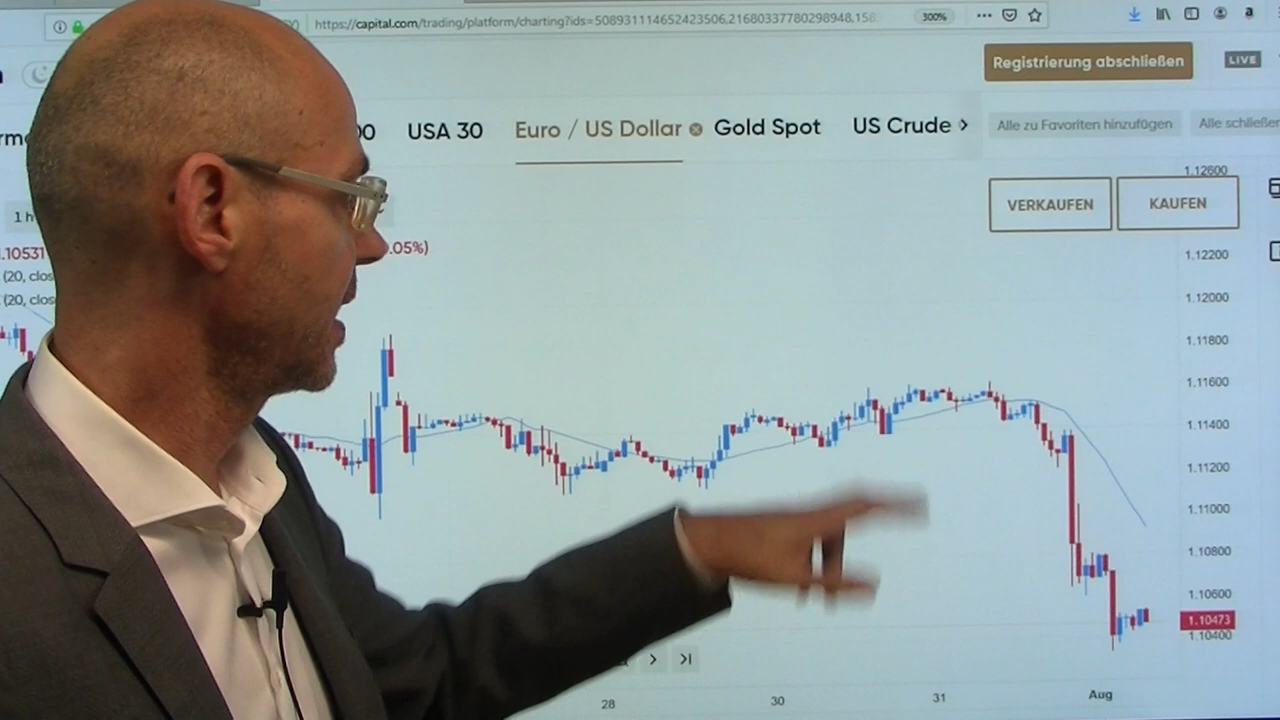 https://capital.com/trading/platform/charting?ids=508931114652423506.21680337780298948.158
300%
Registrierung abschließen
LIVE
USA 30
Euro / US Dollar
Gold Spot
US Crude
Alle zu Favoriten hinzufügen
Alle schließen
1.12600
VERKAUFEN
KAUFEN
1 h
.10531
.05%)
(20, clos
(20, clos
1.12200
1.12000
1.11800
1.11600
1.11400
1.11200
1.11000
1.10800
1.10600
1.10473
1.10400
28
30
31
Aug